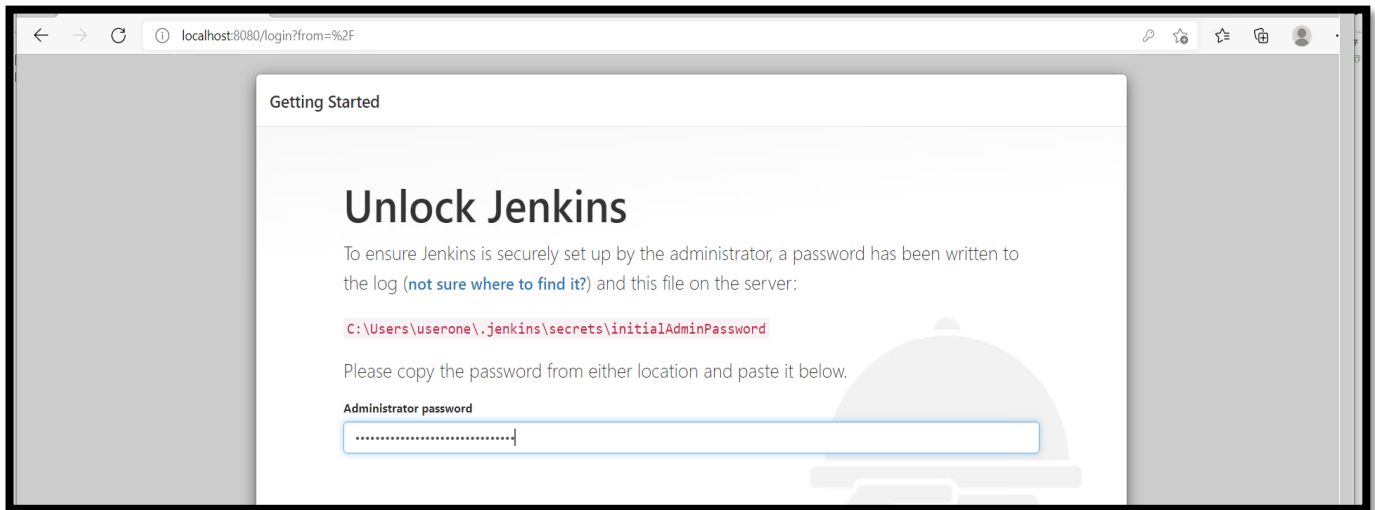 localhost:8080/login?from=%2F
Getting Started
Unlock Jenkins
To ensure Jenkins is securely set up by the administrator, a password has been written to
the log (not sure where to find it?) and this file on the server:
C:\Users\userone\.jenkins\secrets\initialAdminPassword
Please copy the password from either location and paste it below.
Administrator password